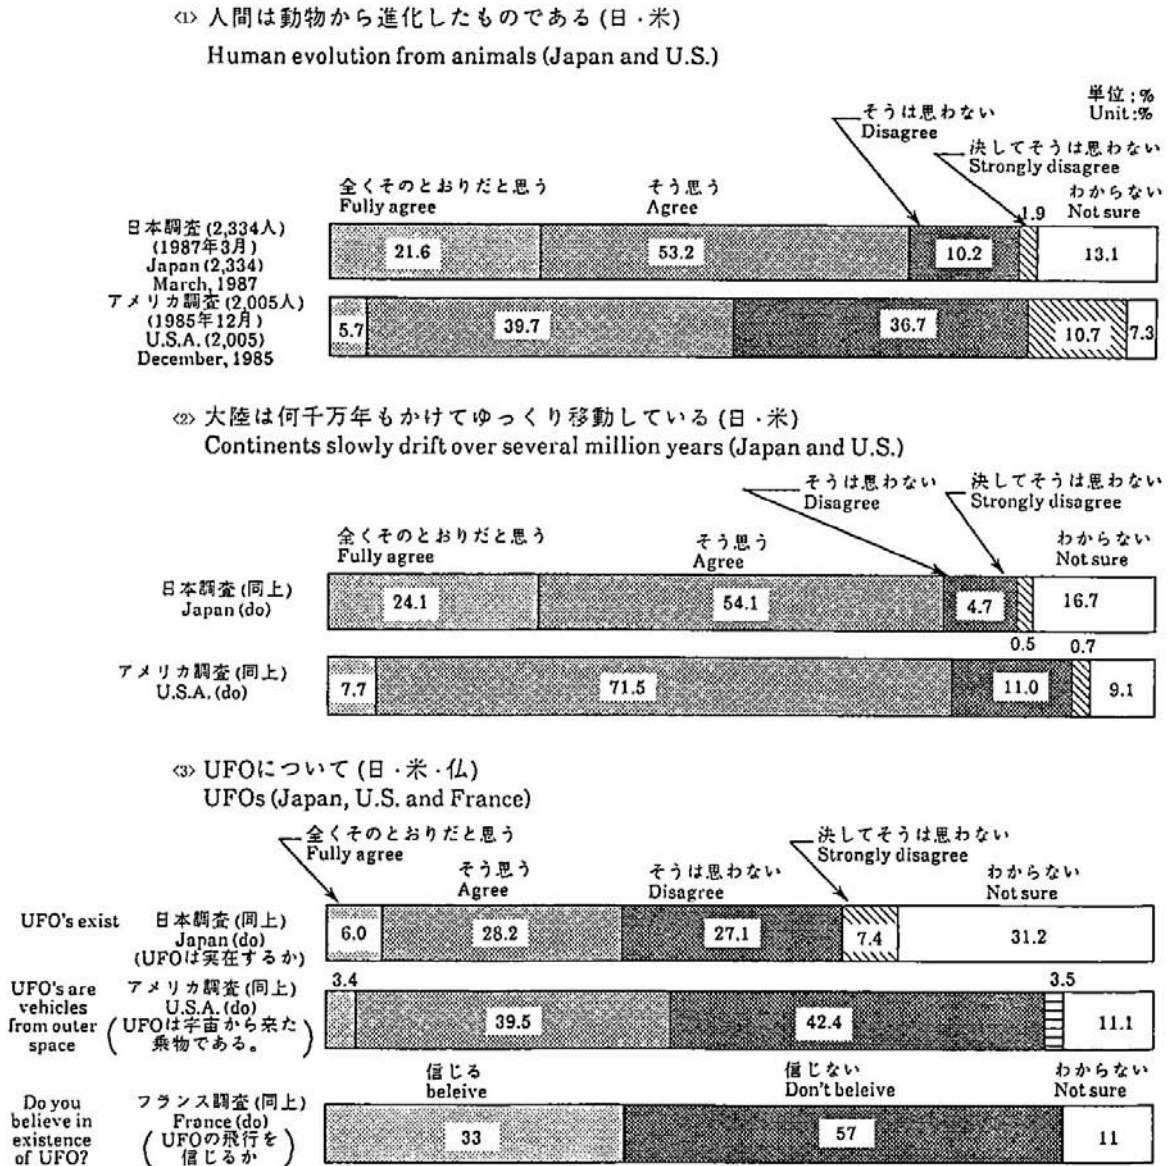 <1> 人間は動物から進化したものである (日・米)
Human evolution from animals (Japan and U.S.)
単位:%
Unit:%
そうは思わない
Disagree
決してそうは思わない
Strongly disagree
全くそのとおりだと思う
Fully agree
そう思う
Agree
わからない
Not sure
1.9
日本調査 (2,334人)
(1987年3月)
Japan (2,334)
March, 1987
21.6 53.2 10.2 13.1
アメリカ調査 (2,005人)
(1985年12月)
U.S.A. (2,005)
December, 1985
5.7 39.7 36.7 10.7 7.3
<2> 大陸は何千万年もかけてゆっくり移動している (日・米)
Continents slowly drift over several million years (Japan and U.S.)
そうは思わない
Disagree
決してそうは思わない
Strongly disagree
全くそのとおりだと思う
Fully agree
そう思う
Agree
わからない
Not sure
日本調査 (同上)
Japan (do)
24.1 54.1 4.7 16.7
0.5 0.7
アメリカ調査 (同上)
U.S.A. (do)
7.7 71.5 11.0 9.1
<3> UFOについて (日・米・仏)
UFOs (Japan, U.S. and France)
全くそのとおりだと思う
Fully agree
そう思う
Agree
そうは思わない
Disagree
決してそうは思わない
Strongly disagree
わからない
Not sure
UFO's exist
日本調査 (同上)
Japan (do)
(UFOは実在するか)
6.0 28.2 27.1 7.4 31.2
3.4 3.5
UFO's are
vehicles
from outer
space
アメリカ調査 (同上)
U.S.A. (do)
(UFOは宇宙から来た
乗物である。)
39.5 42.4 11.1
信じる
beleive
信じない
Don't beleive
わからない
Not sure
Do you
believe in
existence
of UFO?
フランス調査 (同上)
France (do)
(UFOの飛行を
信じるか)
33 57 11